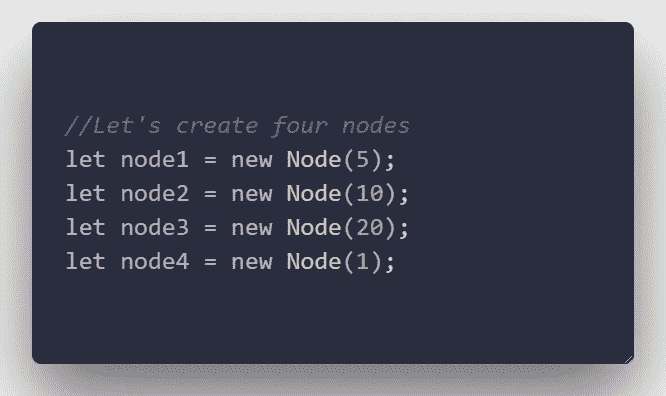 //Let's create four nodes
let node1 = new Node(5);
let node2 = new Node(10);
let node3 = new Node(20);
let node4 = new Node(1);